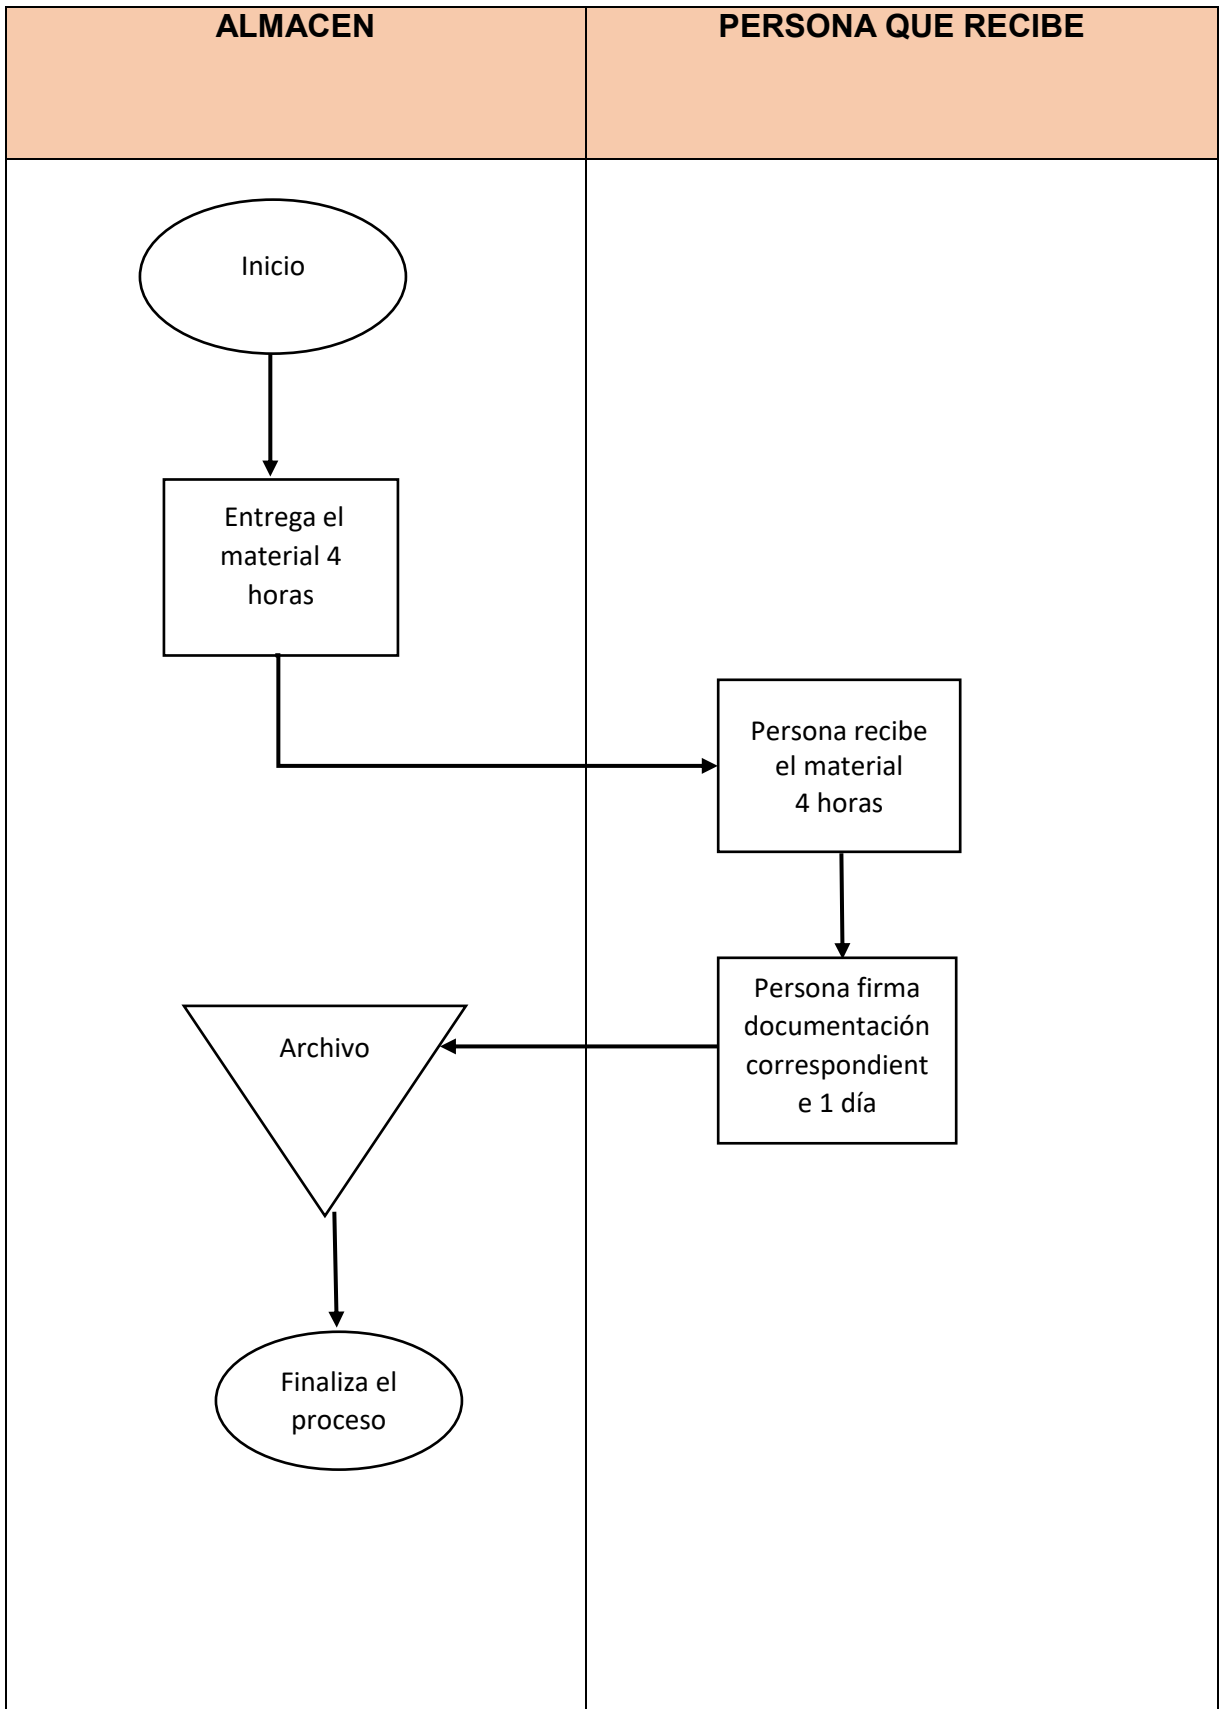 ALMACEN
PERSONA QUE RECIBE
Inicio
Entrega el
material 4
horas
Persona recibe
el material
4 horas
Persona firma
documentación
correspondient
e 1 día
Archivo
Finaliza el
proceso